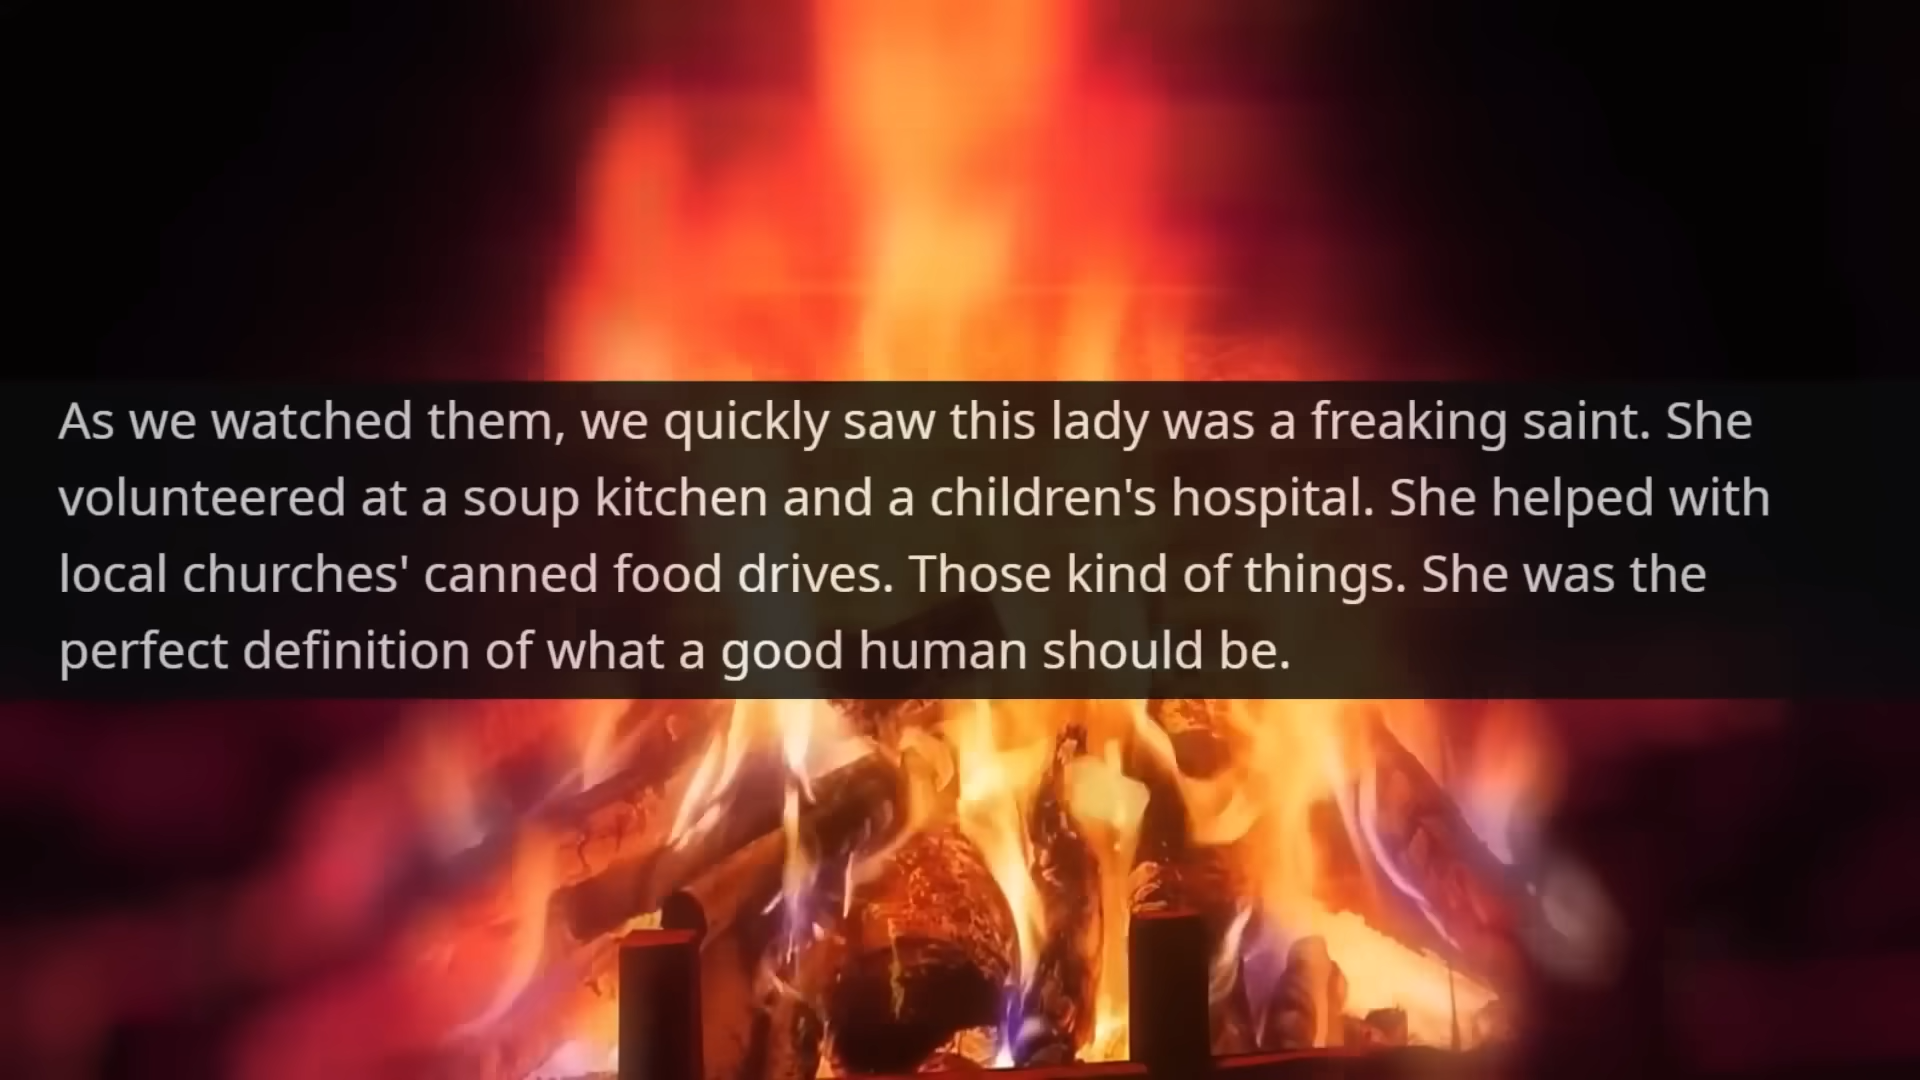 As we watched them, we quickly saw this lady was a freaking saint. She
volunteered at a soup kitchen and a children's hospital. She helped with
local churches' canned food drives. Those kind of things. She was the
perfect definition of what a good human should be.